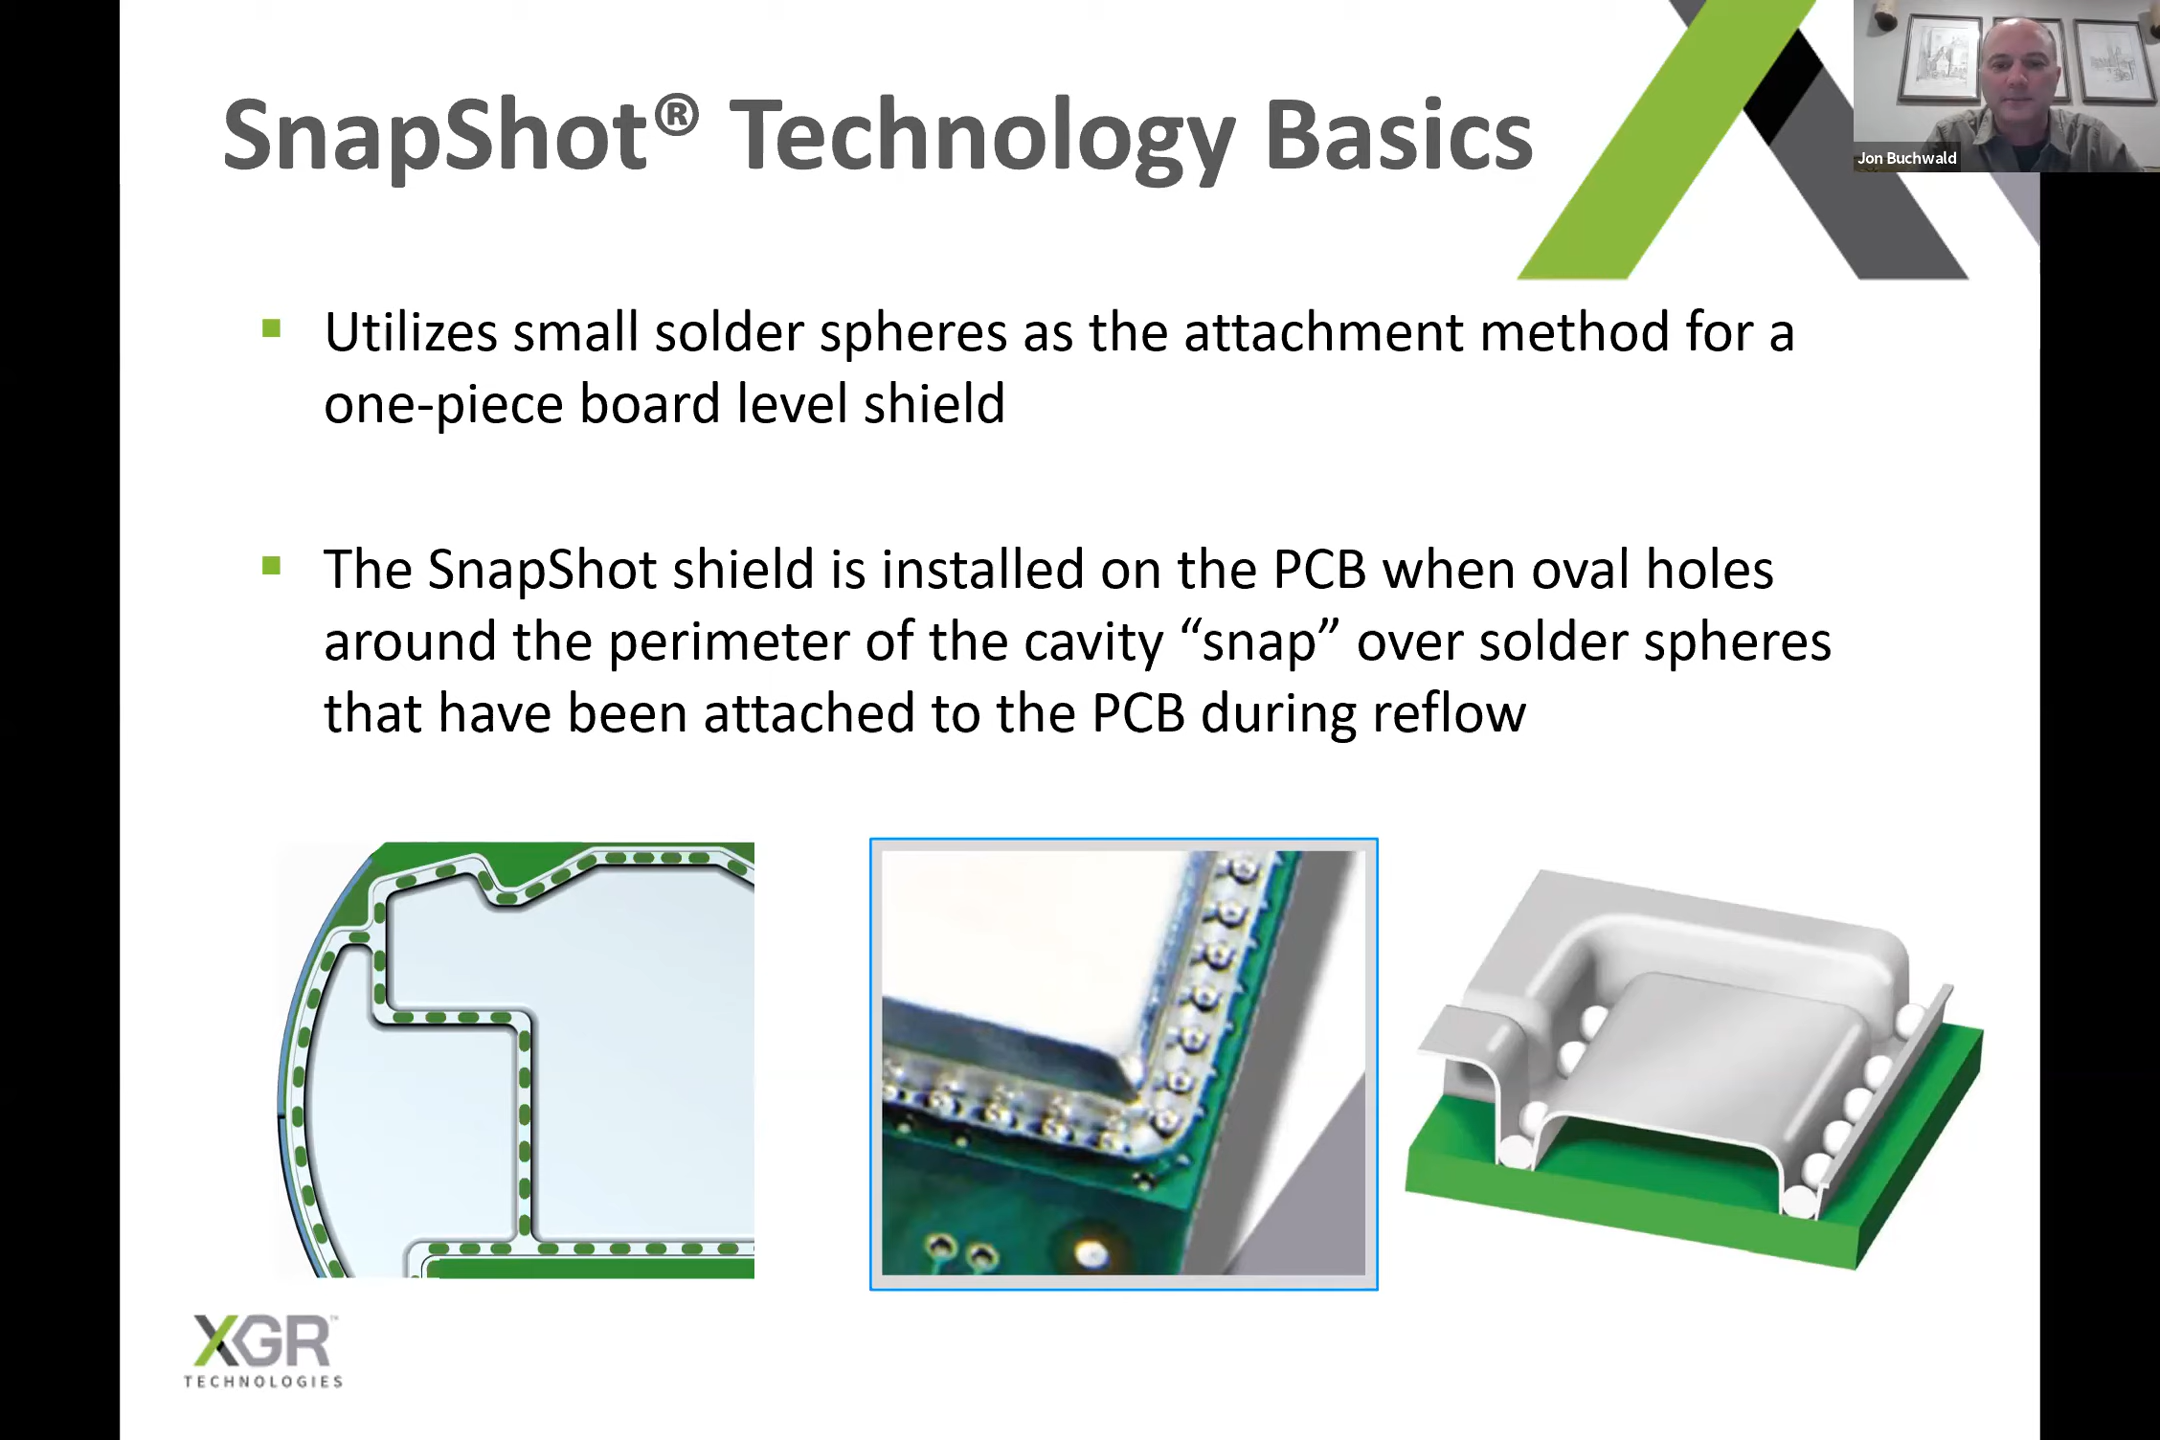 SnapShot® Technology Basics
Jon Buchwald
Utilizes small solder spheres as the attachment method for a
one-piece board level shield
The SnapShot shield is installed on the PCB when oval holes
around the perimeter of the cavity “snap” over solder spheres
that have been attached to the PCB during reflow
XGR™
TECHNOLOGIES